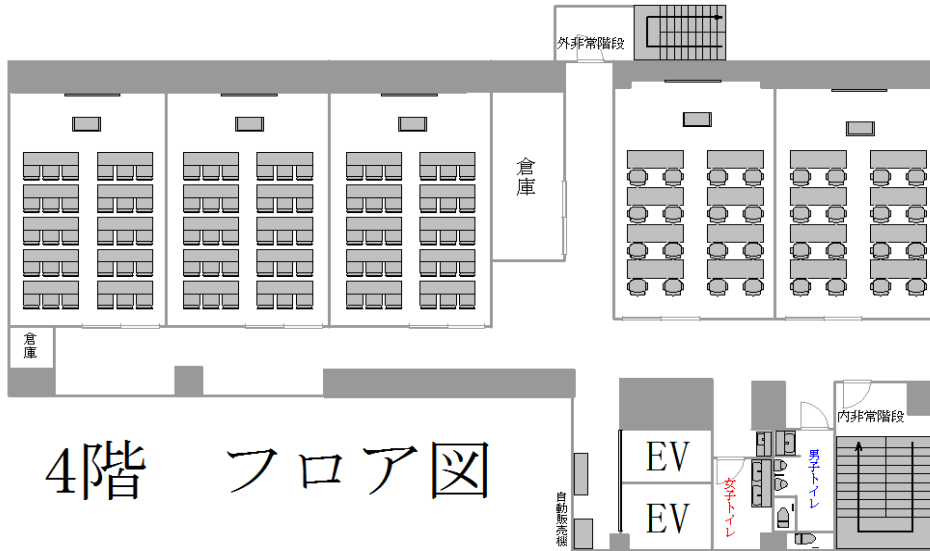 外非常階段
倉庫
倉庫
内非常階段
4階　フロア図
EV
EV
女子トイレ
男子トイレ
自動販売機